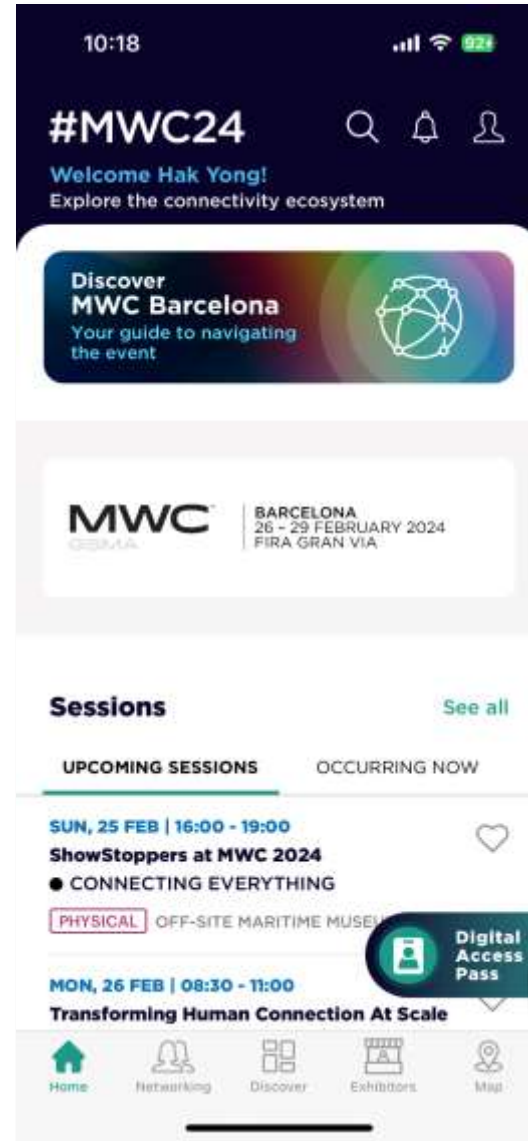 10:18
92
#MWC24
Welcome Hak Yong!
Explore the connectivity ecosystem
Discover
MWC Barcelona
Your guide to navigating
the event
MWC
GSMA
BARCELONA
26 - 29 FEBRUARY 2024
FIRA GRAN VIA
Sessions
See all
UPCOMING SESSIONS
OCCURRING NOW
SUN, 25 FEB | 16:00 - 19:00
ShowStoppers at MWC 2024
CONNECTING EVERYTHING
PHYSICAL OFF-SITE MARITIME
Digital
Access
Pass
MON, 26 FEB | 08:30 - 11:00
Transforming Human Connection At Scale
Home
Networking
Discover
Exhibitors
Map